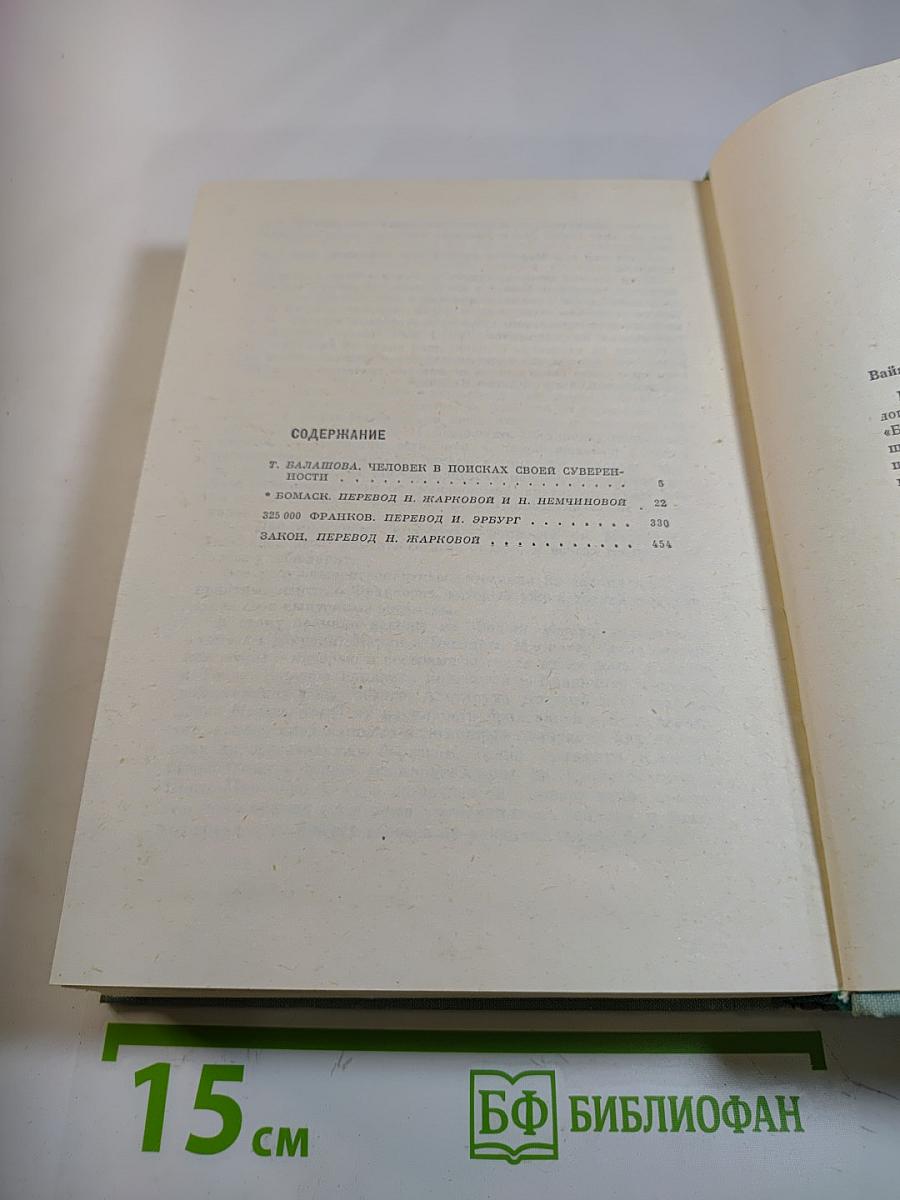 СОДЕРЖАНИЕ
Т. БАЛАШОВА. ЧЕЛОВЕК В ПОИСКАХ СВОЕЙ СУВЕРЕН-
НОСТИ . . . . . . . . . . . . . . . . . . . . . 5
* БОМАСК. ПЕРЕВОД Н. ЖАРКОВОЙ И Н. НЕМЧИНОВОЙ . 22
325 000 ФРАНКОВ. ПЕРЕВОД И. ЭРБУРГ . . . . . . . . 330
ЗАКОН. ПЕРЕВОД Н. ЖАРКОВОЙ . . . . . . . . . . . 454
15 см
БФ БИБЛИОФАН